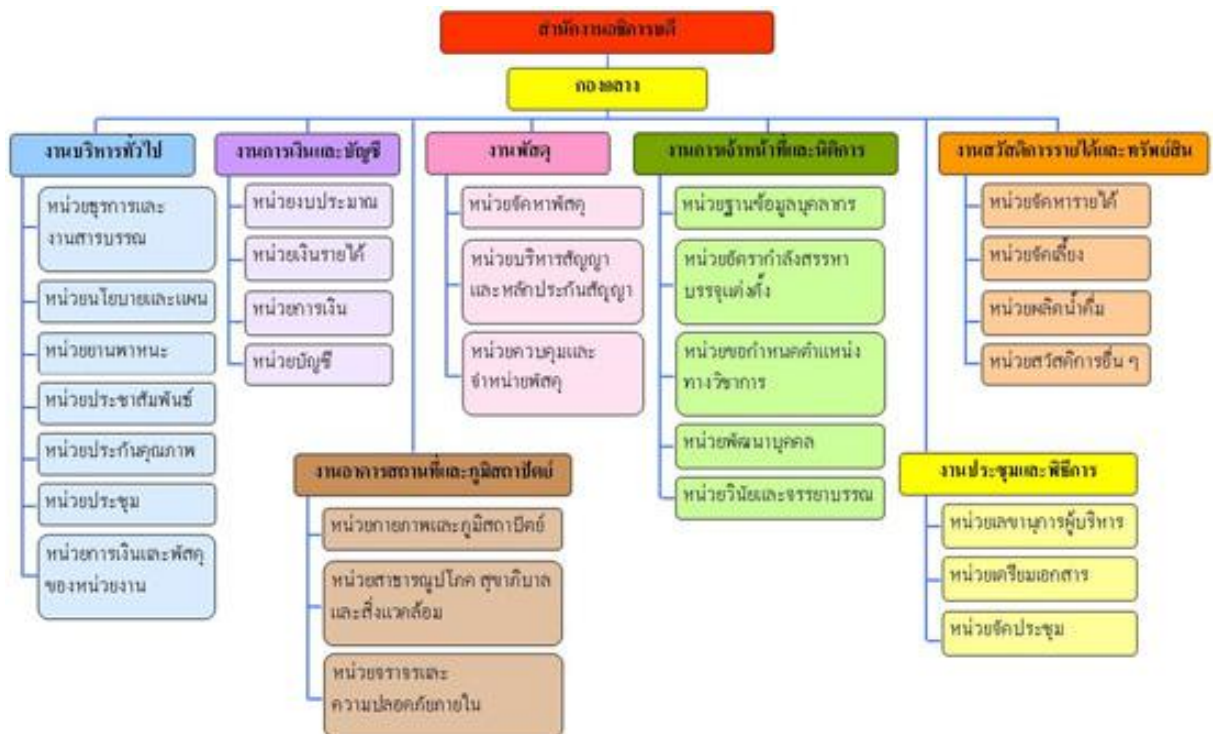 สำนักงานอธิการบดี
กองกลาง
งานบริหารทั่วไป
หน่วยธุรการและ
งานสารบรรณ
หน่วยนโยบายและแผน
หน่วยยานพาหนะ
หน่วยประชาสัมพันธ์
หน่วยประกันคุณภาพ
หน่วยประชุม
หน่วยการเงินและพัสดุ
ของหน่วยงาน
งานการเงินและบัญชี
หน่วยงบประมาณ
หน่วยเงินรายได้
หน่วยการเงิน
หน่วยบัญชี
งานพัสดุ
หน่วยจัดหาพัสดุ
หน่วยบริหารสัญญา
และหลักประกันสัญญา
หน่วยควบคุมและ
จำหน่ายพัสดุ
งานการเจ้าหน้าที่และนิติการ
หน่วยฐานข้อมูลบุคลากร
หน่วยอัตรากำลังสรรหา
บรรจุแต่งตั้ง
หน่วยขอกำหนดตำแหน่ง
ทางวิชาการ
หน่วยพัฒนาบุคคล
หน่วยวินัยและจรรยาบรรณ
งานสวัสดิการรายได้และทรัพย์สิน
หน่วยจัดหารายได้
หน่วยจัดเลี้ยง
หน่วยผลิตน้ำดื่ม
หน่วยสวัสดิการอื่น ๆ
งานอาคารสถานที่และภูมิสถาปัตย์
หน่วยกายภาพและภูมิสถาปัตย์
หน่วยสาธารณูปโภค สุขาภิบาล
และสิ่งแวดล้อม
หน่วยจราจรและ
ความปลอดภัยภายใน
งานประชุมและพิธีการ
หน่วยเลขานุการผู้บริหาร
หน่วยเตรียมเอกสาร
หน่วยจัดประชุม